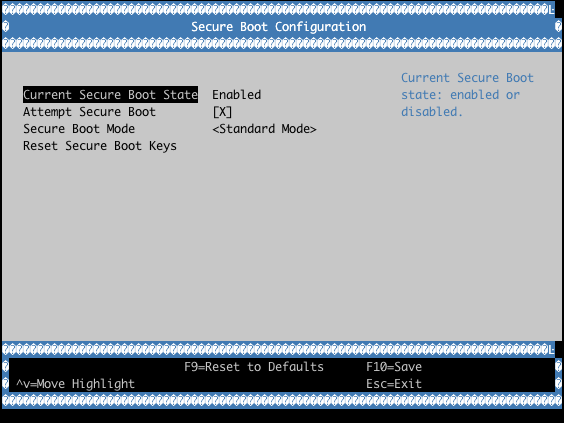 Secure Boot Configuration
Current Secure Boot State Enabled
Attempt Secure Boot [X]
Secure Boot Mode <Standard Mode>
Reset Secure Boot Keys
Current Secure Boot
state: enabled or
disabled.
F9=Reset to Defaults F10=Save
^v=Move Highlight Esc=Exit